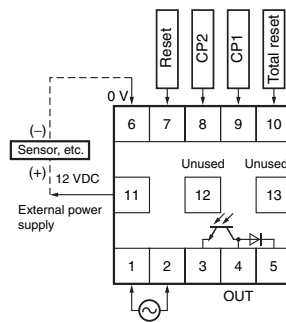 Reset
CP2
CP1
Total reset
0 V
6 7 8 9 10
(−)
Sensor, etc.
(+)
12 VDC
External power
supply
Unused
Unused
11 12 13
1 2 3 4 5
OUT